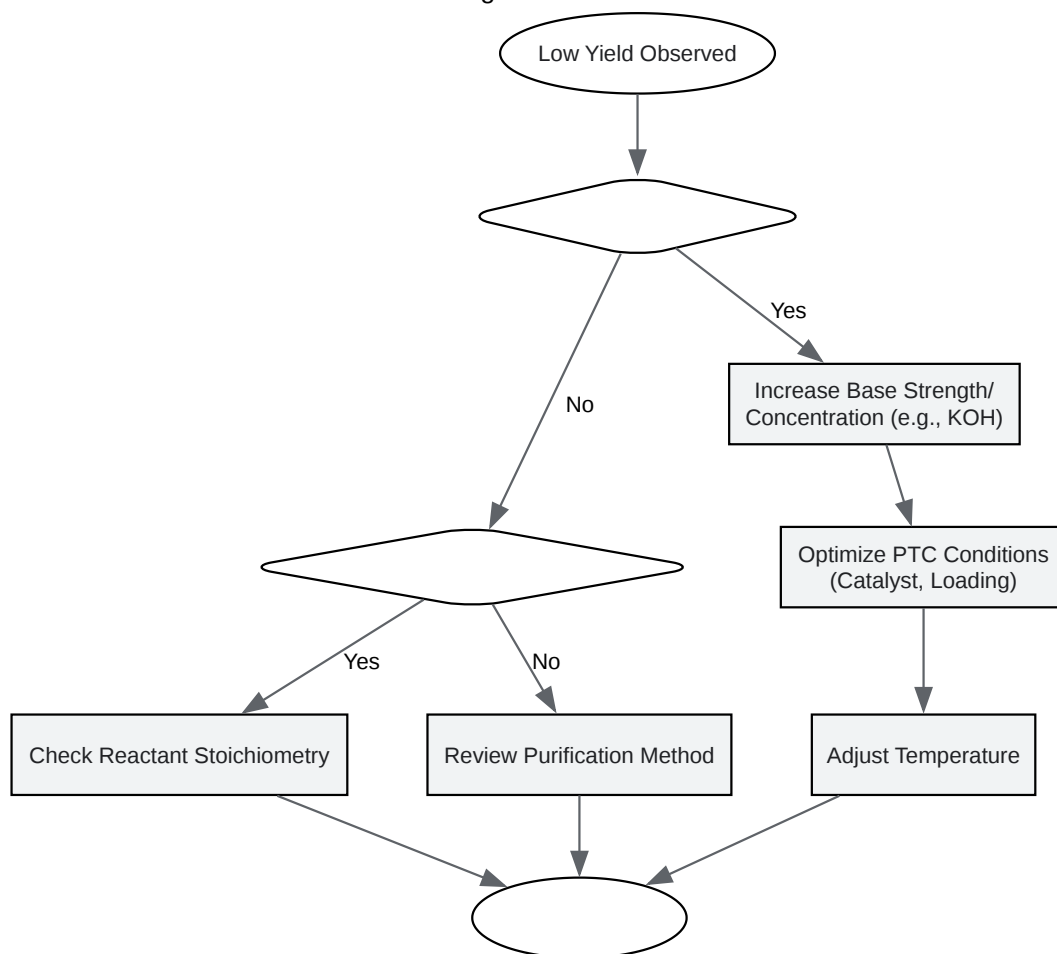 Low Yield Observed
Yes
Increase Base Strength/
Concentration (e.g., KOH)
No
Optimize PTC Conditions
(Catalyst, Loading)
Yes
No
Check Reactant Stoichiometry
Review Purification Method
Adjust Temperature